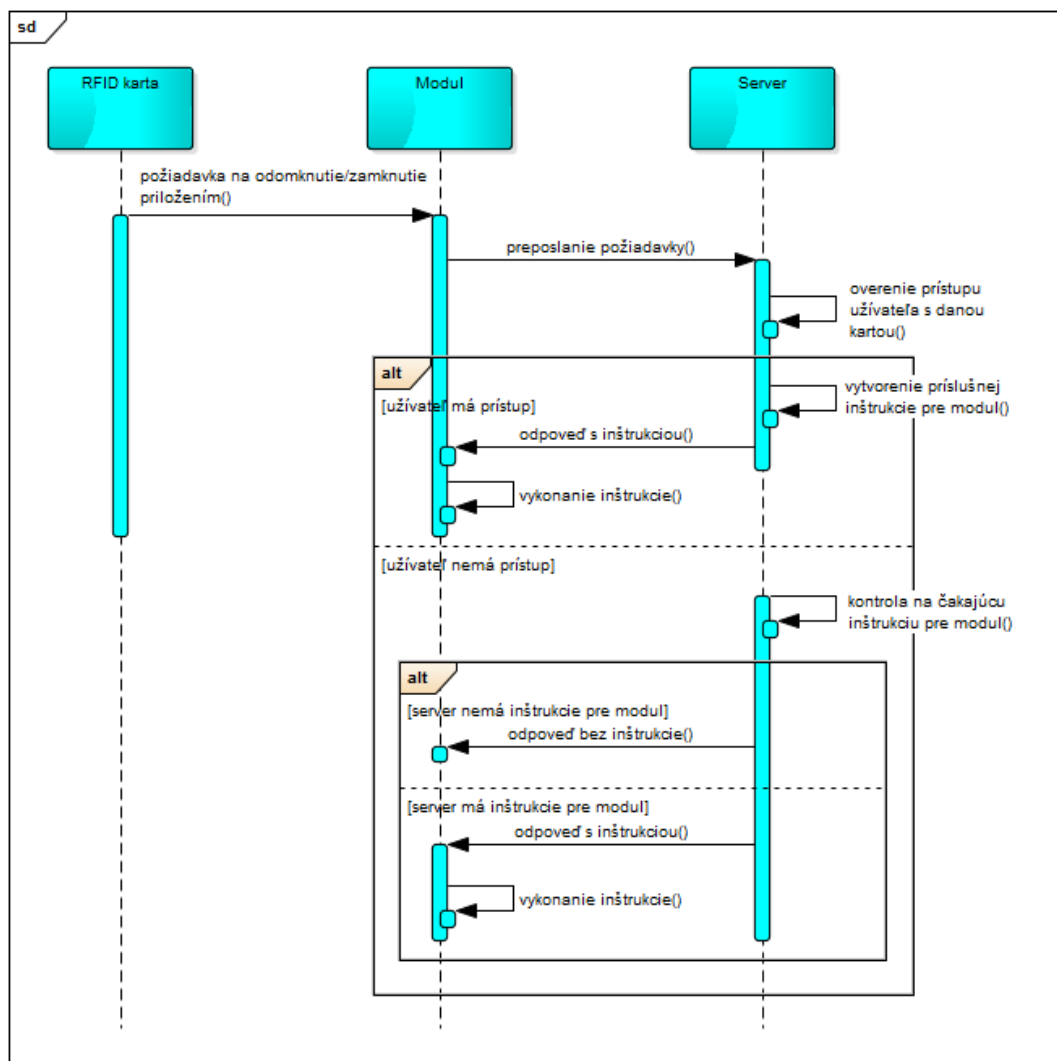 sd
RFID karta
Modul
Server
požiadavka na odomknutie/zamknutie
priložením()
preposlanie požiadavky()
overenie prístupu
užívateľa s danou
kartou()
alt
[užívateľ má prístup]
vytvorenie príslušnej
inštrukcie pre modul()
odpoveď s inštrukciou()
vykonanie inštrukcie()
[užívateľ nemá prístup]
kontrola na čakajúcu
inštrukciu pre modul()
alt
[server nemá inštrukcie pre modul]
odpoveď bez inštrukcie()
[server má inštrukcie pre modul]
odpoveď s inštrukciou()
vykonanie inštrukcie()